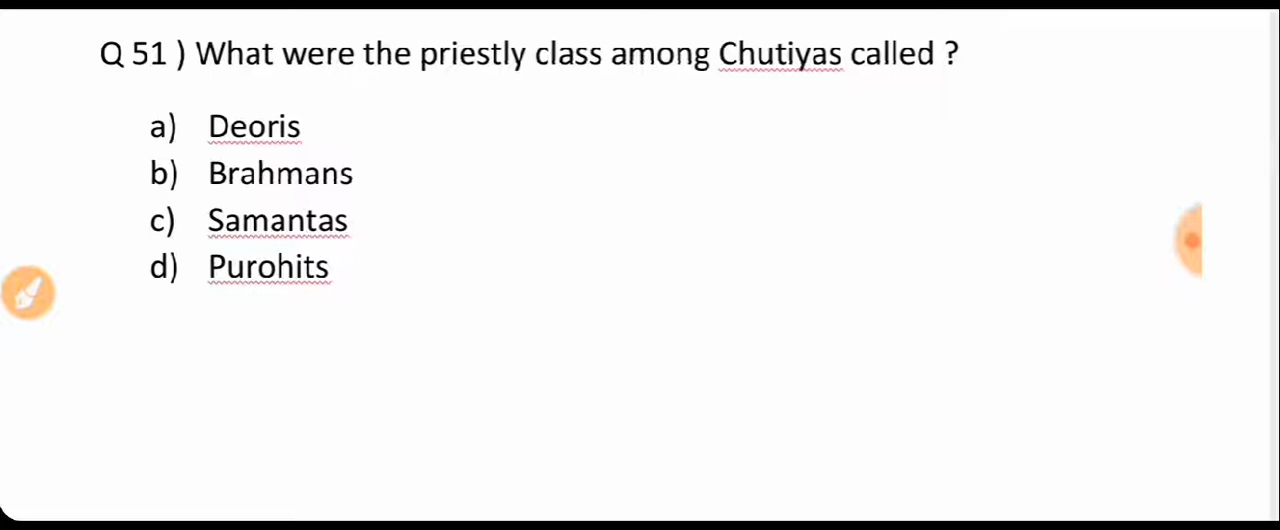 Q 51 ) What were the priestly class among Chutiyas called ?
a) Deoris
b) Brahmans
c) Samantas
d) Purohits